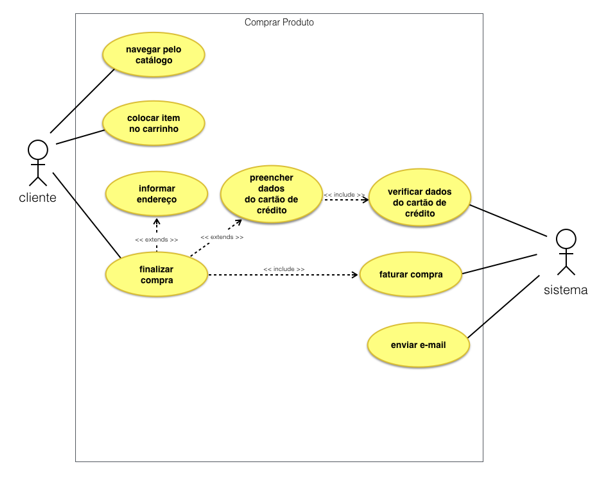 Comprar Produto
navegar pelo
catálogo
colocar item
no carrinho
cliente
informar
endereço
preencher
dados
do cartão de
crédito
<< include >>
verificar dados
do cartão de
crédito
<< extends >>
<< extends >>
finalizar
compra
<< include >>
faturar compra
sistema
enviar e-mail